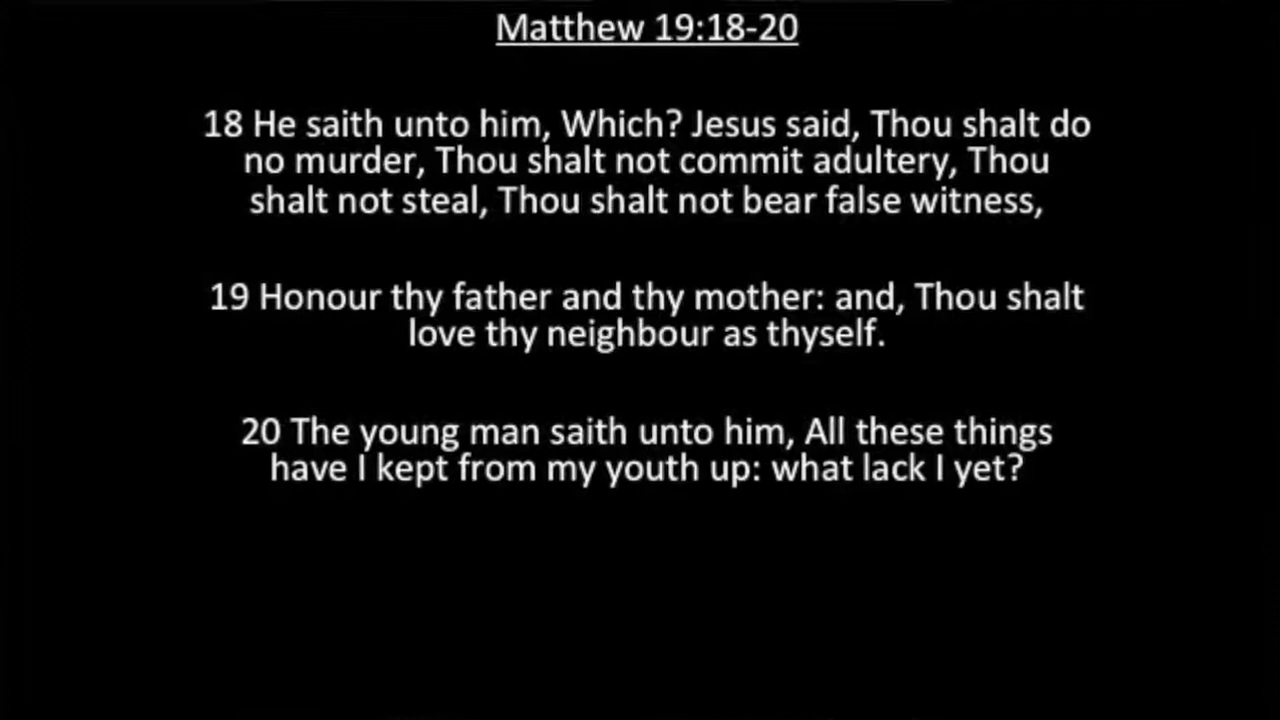 Matthew 19:18-20
18 He saith unto him, Which? Jesus said, Thou shalt do
no murder, Thou shalt not commit adultery, Thou
shalt not steal, Thou shalt not bear false witness,
19 Honour thy father and thy mother: and, Thou shalt
love thy neighbour as thyself.
20 The young man saith unto him, All these things
have I kept from my youth up: what lack I yet?